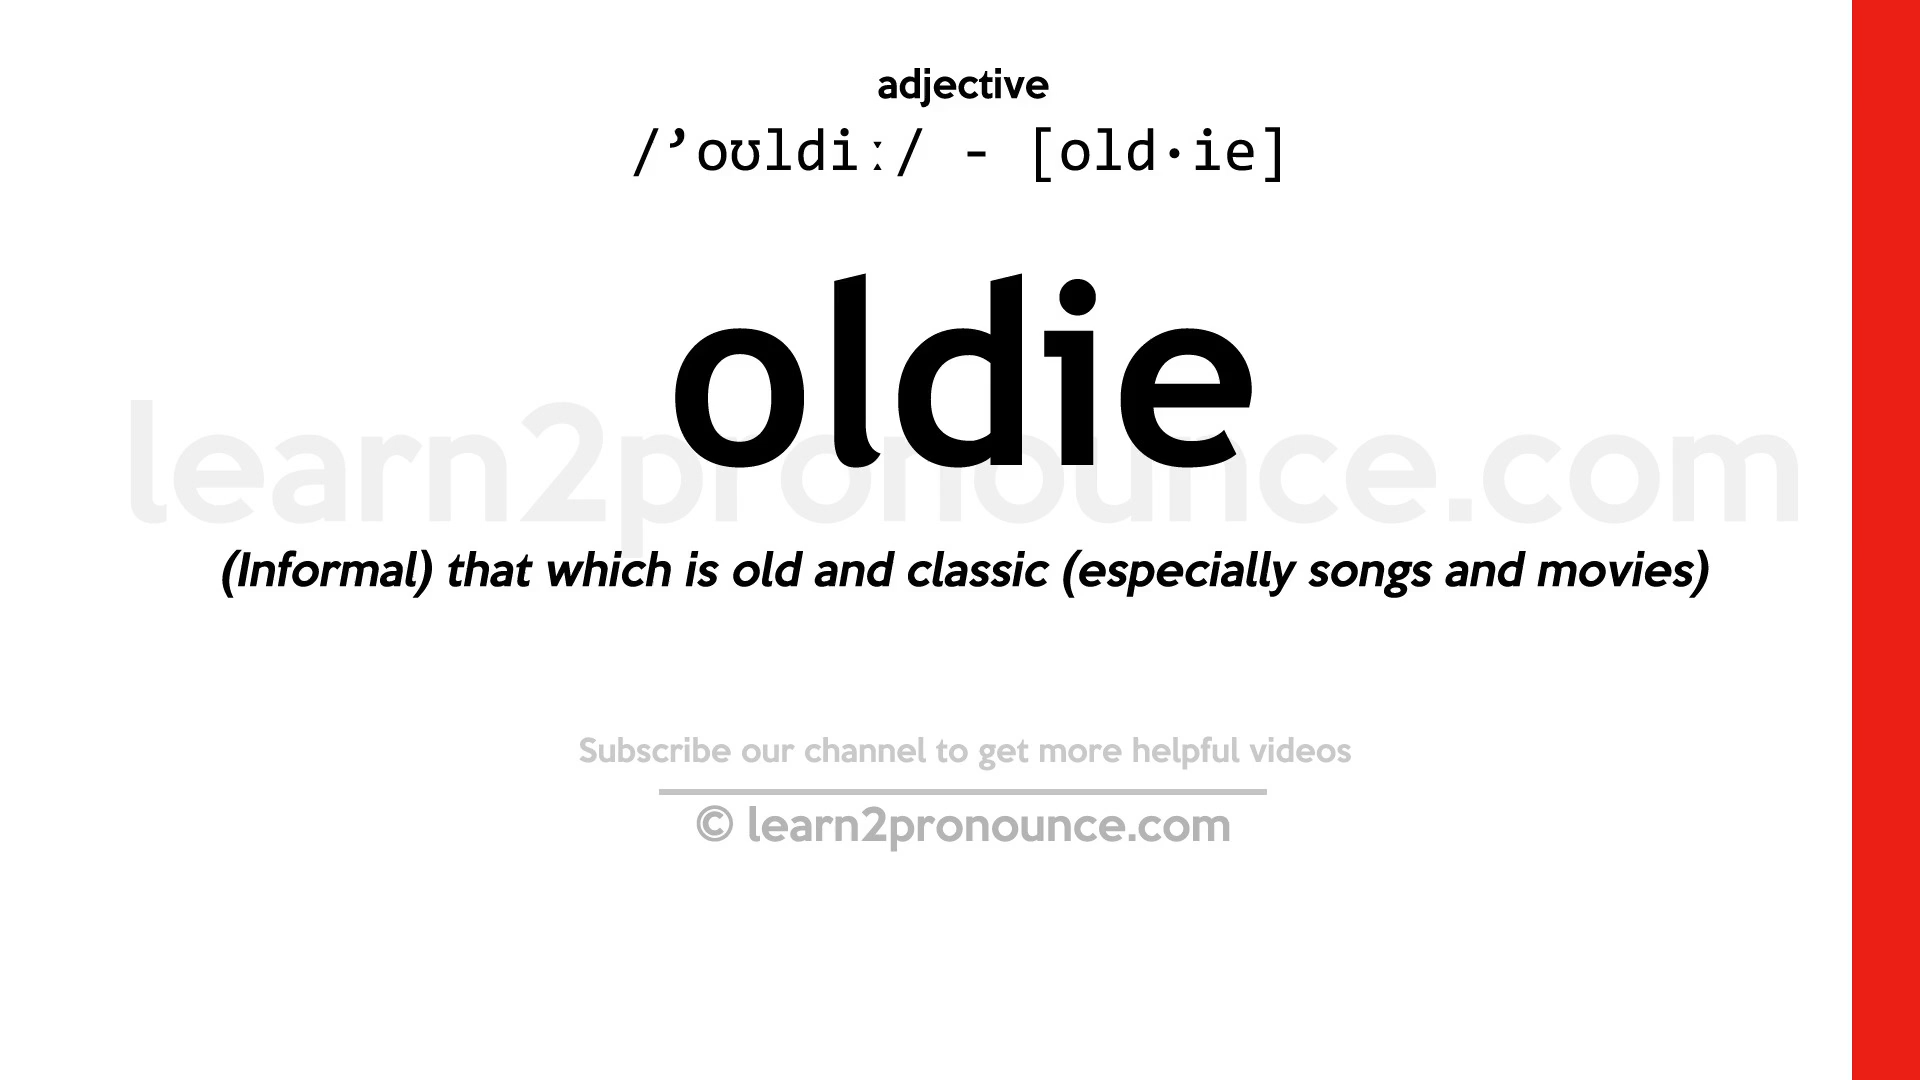 adjective
/’oʊldiː/ - [old·ie]
oldie
learn2pronounce.com
(Informal) that which is old and classic (especially songs and movies)
Subscribe our channel to get more helpful videos
© learn2pronounce.com